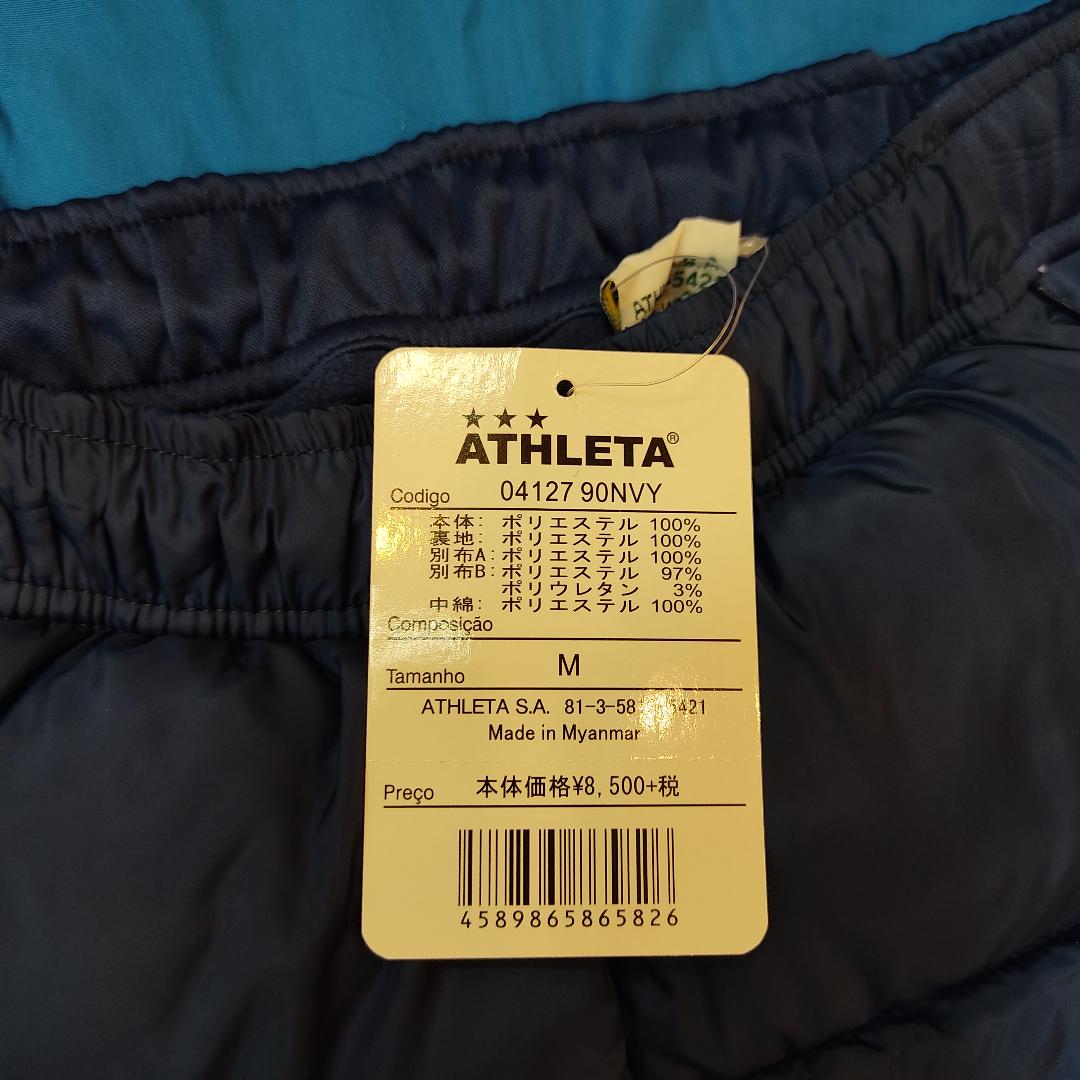 ★★★
ATHLETA®
Codigo 04127 90NVY
本体: ポリエステル 100%
裏地: ポリエステル 100%
別布A: ポリエステル 100%
別布B: ポリエステル 97%
ポリウレタン 3%
中綿: ポリエステル 100%
Composição
Tamanho M
ATHLETA S.A. 81-3-58
Made in Myanmar
Preço 本体価格¥8,500+税
4589865865826